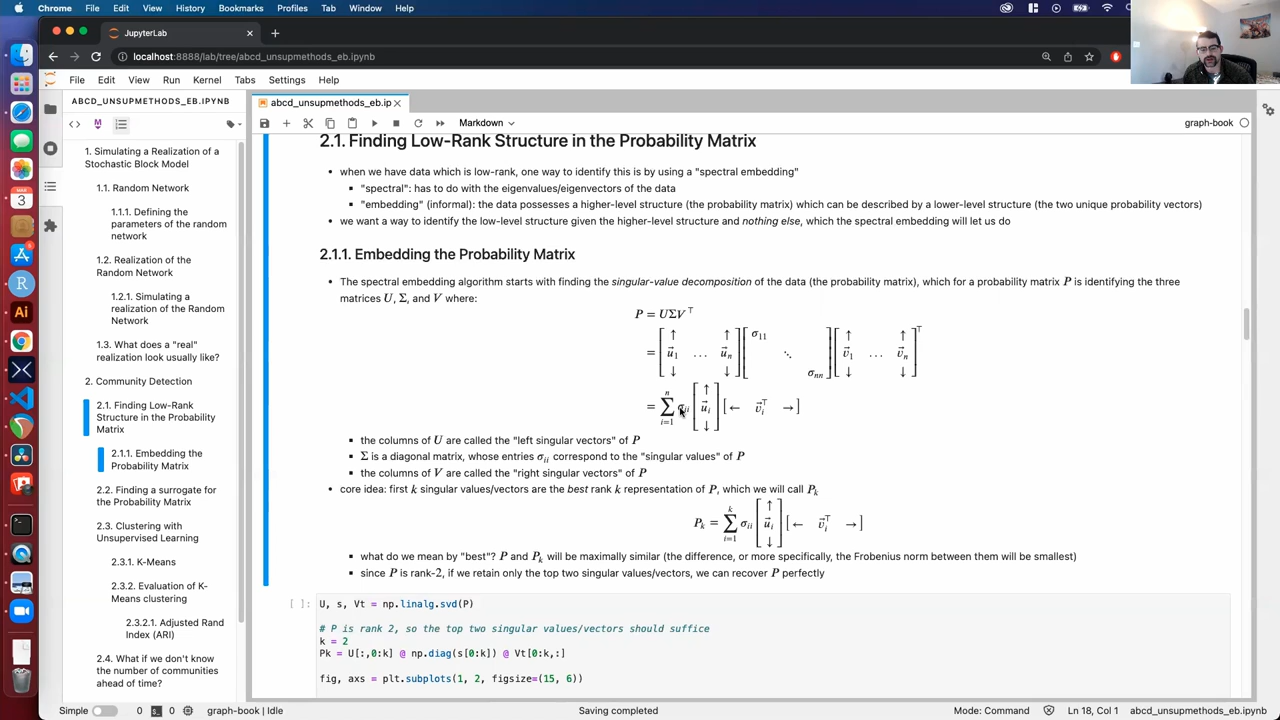 Chrome File Edit View History Bookmarks Profiles Tab Window Help
JupyterLab
localhost:8888/lab/tree/abcd_unsupmethods_eb.ipynb
File Edit View Run Kernel Tabs Settings Help
ABCD_UNSUPMETHODS_EB.IPYNB
abcd_unsupmethods_eb.ip
Markdown
graph-book
1. Simulating a Realization of a
Stochastic Block Model
1.1. Random Network
1.1.1. Defining the
parameters of the random
network
1.2. Realization of the
Random Network
1.2.1. Simulating a
realization of the Random
Network
1.3. What does a "real"
realization look usually like?
2. Community Detection
2.1. Finding Low-Rank
Structure in the Probability
Matrix
2.1.1. Embedding the
Probability Matrix
2.2. Finding a surrogate for
the Probability Matrix
2.3. Clustering with
Unsupervised Learning
2.3.1. K-Means
2.3.2. Evaluation of K-
Means clustering
2.3.2.1. Adjusted Rand
Index (ARI)
2.4. What if we don't know
the number of communities
ahead of time?
2.1. Finding Low-Rank Structure in the Probability Matrix
• when we have data which is low-rank, one way to identify this is by using a "spectral embedding"
▪ "spectral": has to do with the eigenvalues/eigenvectors of the data
▪ "embedding" (informal): the data possesses a higher-level structure (the probability matrix) which can be described by a lower-level structure (the two unique probability vectors)
• we want a way to identify the low-level structure given the higher-level structure and nothing else, which the spectral embedding will let us do
2.1.1. Embedding the Probability Matrix
• The spectral embedding algorithm starts with finding the singular-value decomposition of the data (the probability matrix), which for a probability matrix P is identifying the three
matrices U, Σ, and V where:
P = UΣV⊤
= [↑ ↑ u⃗1 ... u⃗n ↓ ↓] [σ11 ⋱ σnn] [↑ ↑ v⃗1 ... v⃗n ↓ ↓]⊤
= ∑ i=1 n σii [↑ u⃗i ↓] [← v⃗i⊤ →]
▪ the columns of U are called the "left singular vectors" of P
▪ Σ is a diagonal matrix, whose entries σii correspond to the "singular values" of P
▪ the columns of V are called the "right singular vectors" of P
• core idea: first k singular values/vectors are the best rank k representation of P, which we will call Pk
Pk = ∑ i=1 k σii [↑ u⃗i ↓] [← v⃗i⊤ →]
▪ what do we mean by "best"? P and Pk will be maximally similar (the difference, or more specifically, the Frobenius norm between them will be smallest)
▪ since P is rank-2, if we retain only the top two singular values/vectors, we can recover P perfectly
[ ]: U, s, Vt = np.linalg.svd(P)
# P is rank 2, so the top two singular values/vectors should suffice
k = 2
Pk = U[:,0:k] @ np.diag(s[0:k]) @ Vt[0:k,:]
fig, axs = plt.subplots(1, 2, figsize=(15, 6))
Simple 0 0 graph-book | Idle Saving completed Mode: Command Ln 18, Col 1 abcd_unsupmethods_eb.ipynb